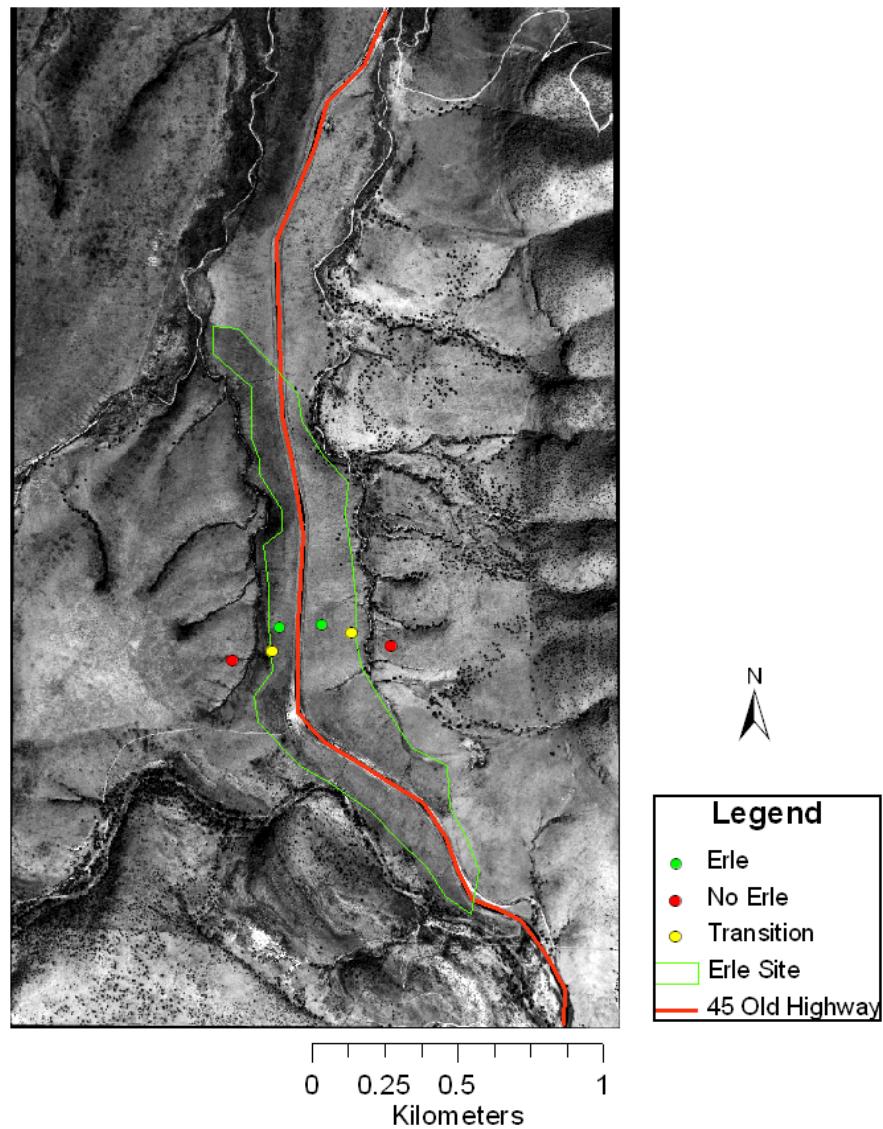 N
Legend
Erle
No Erle
Transition
Erle Site
45 Old Highway
0 0.25 0.5 1
Kilometers